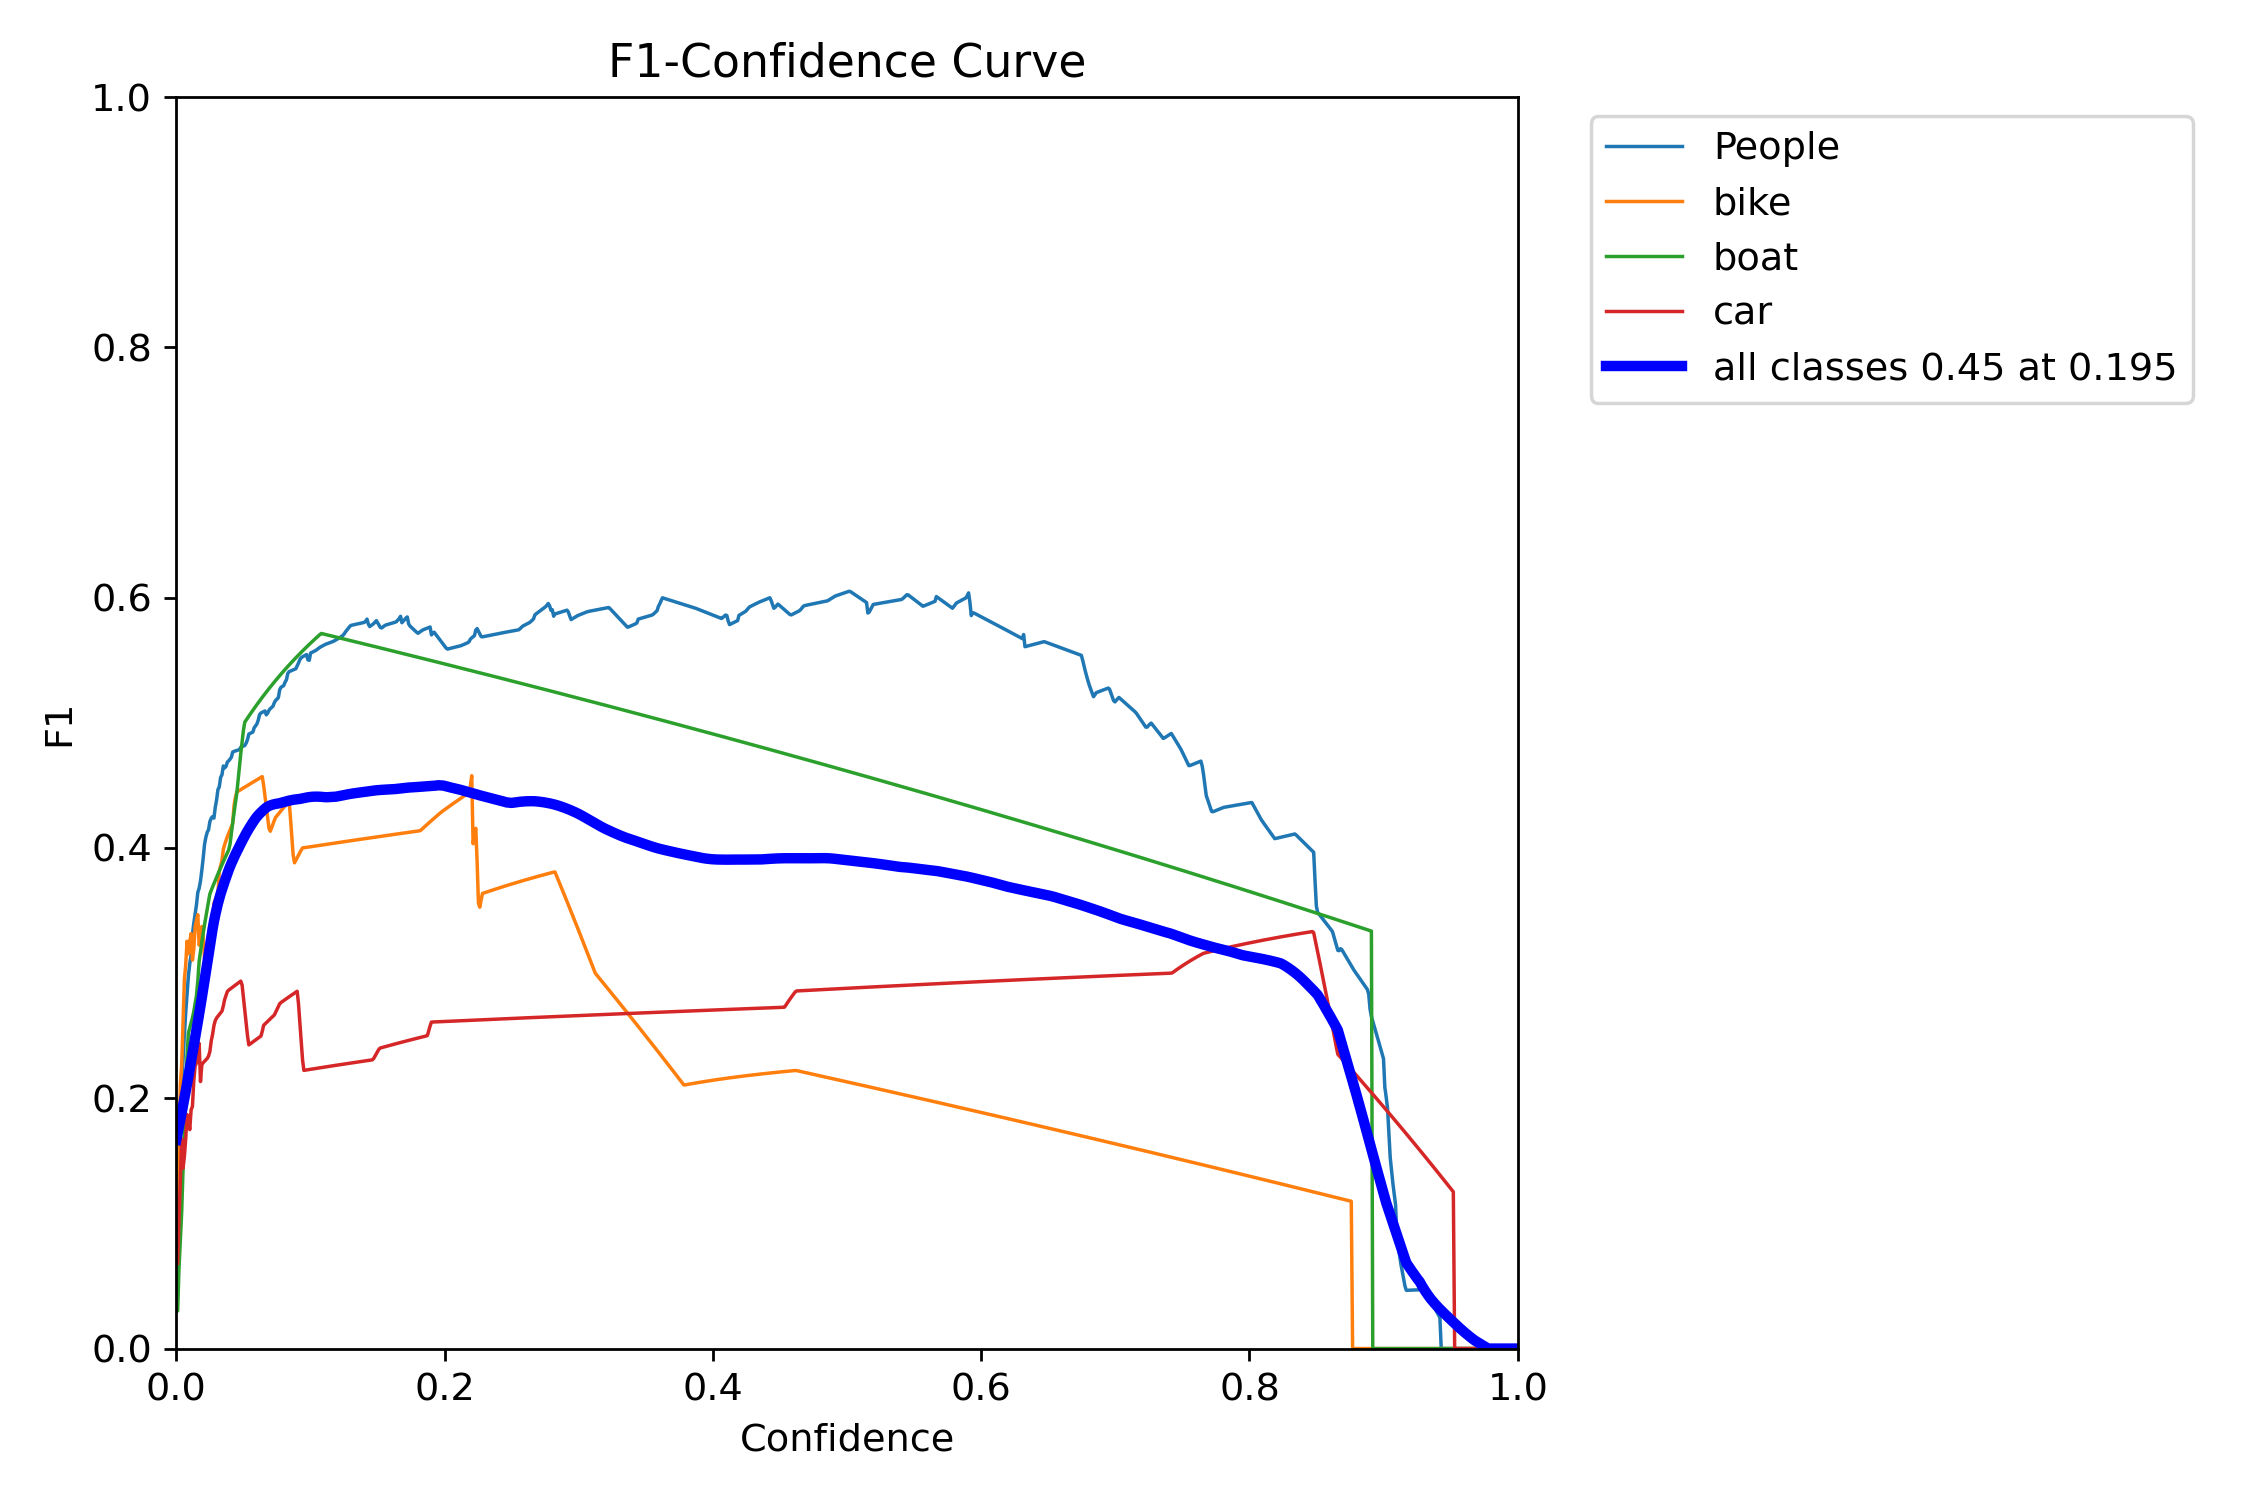 F1-Confidence Curve
1.0
0.8
0.6
0.4
0.2
0.0
F1
0.0 0.2 0.4 0.6 0.8 1.0
Confidence
People
bike
boat
car
all classes 0.45 at 0.195